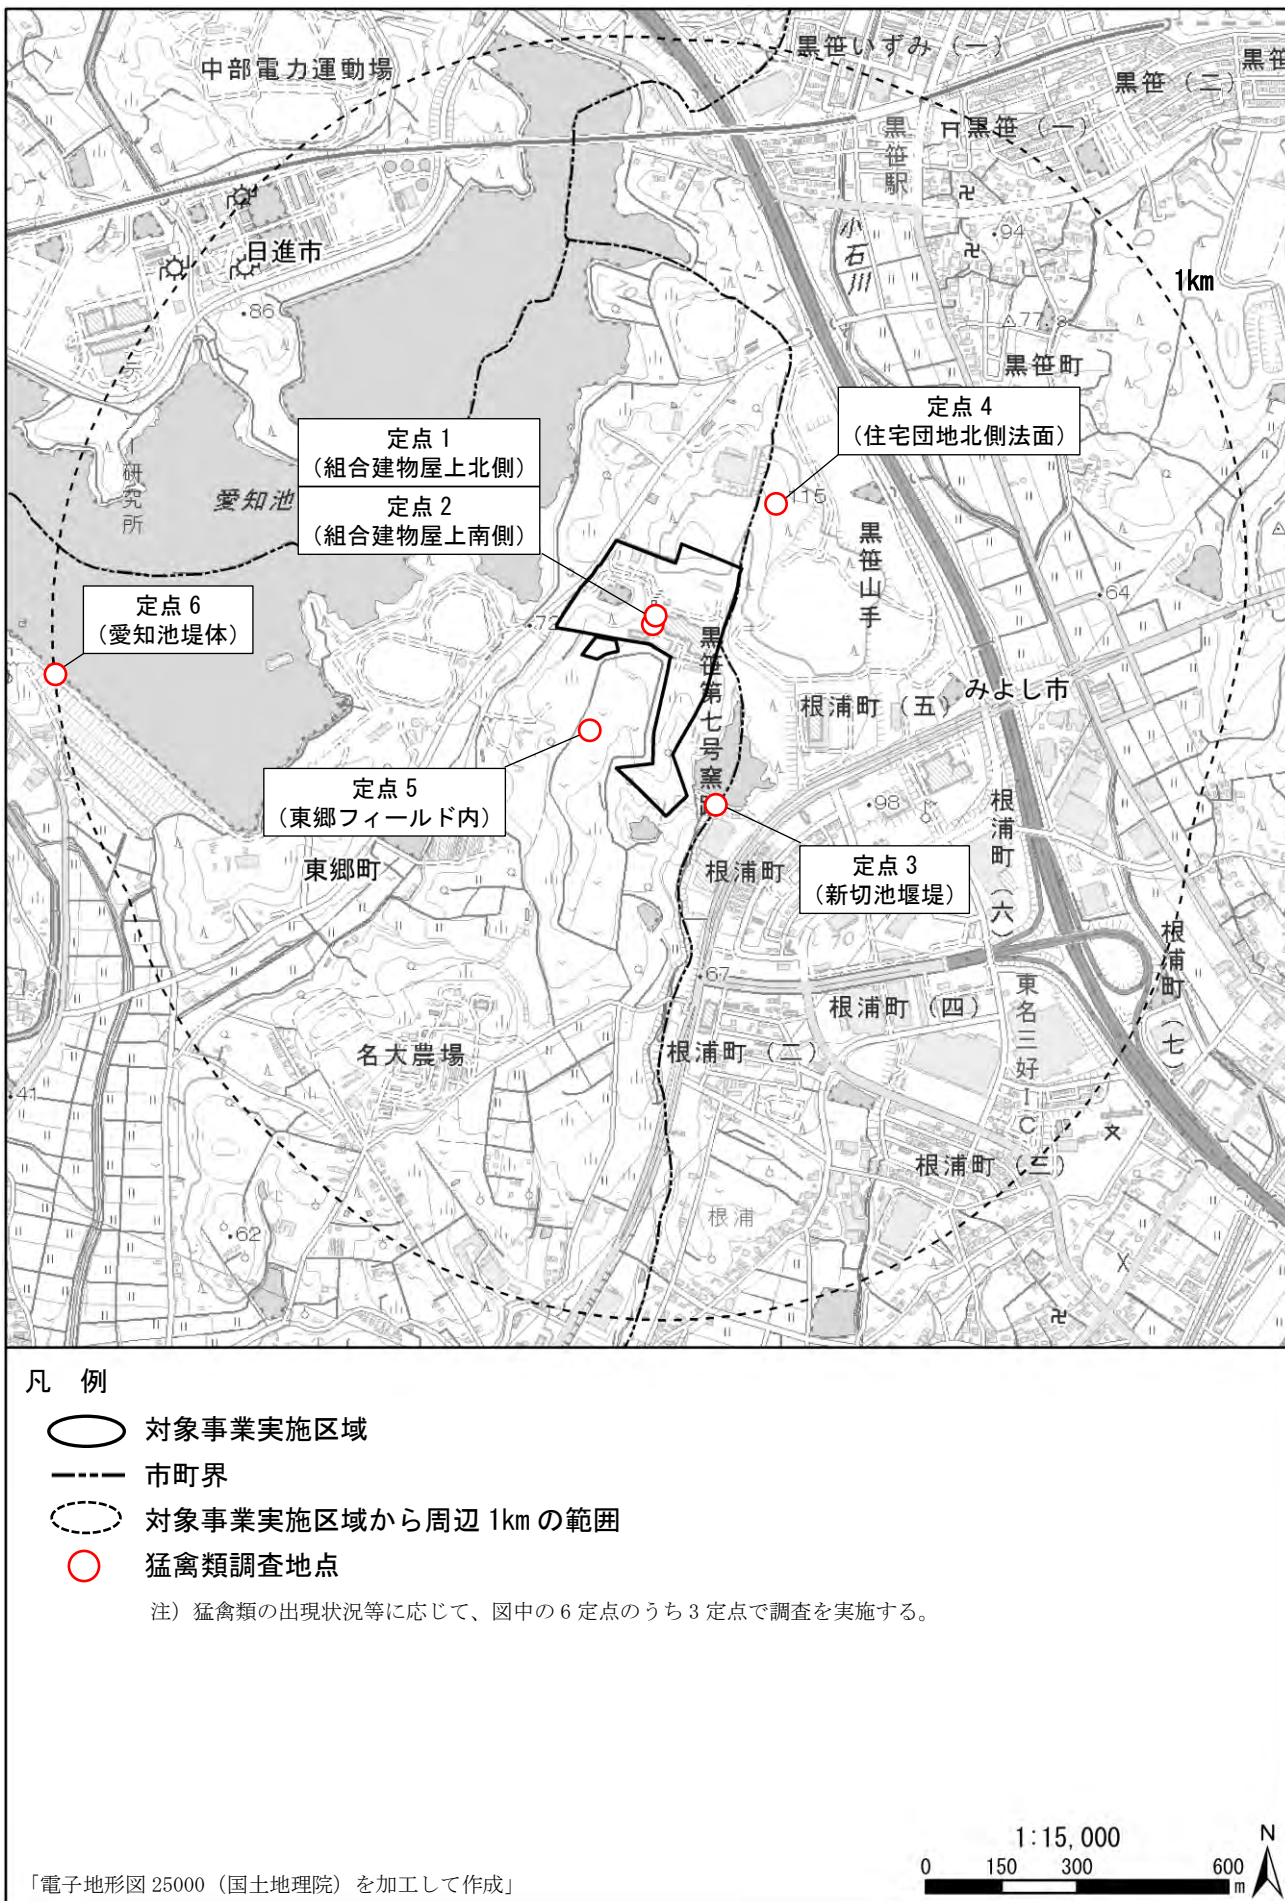 中部電力運動場
黒笹いずみ（一）
黒笹
黒笹（二）
黒笹（一）
黒笹駅
小石川
94
日進市
70
1km
86
77.8
黒笹町
研究所
愛知池
定点 4
（住宅団地北側法面）
定点 1
（組合建物屋上北側）
定点 2
（組合建物屋上南側）
115
黒笹山手
定点 6
（愛知池堤体）
72
64
黒笹第七号窯跡
みよし市
根浦町（五）
定点 5
（東郷フィールド内）
98
根浦町（六）
東郷町
根浦町
定点 3
（新切池堰堤）
70
67
根浦町（七）
根浦町（四）
東名三好IC
名大農場
根浦町（二）
41
根浦町（三）
根浦
62
凡 例
対象事業実施区域
市町界
対象事業実施区域から周辺 1km の範囲
猛禽類調査地点
注）猛禽類の出現状況等に応じて、図中の 6 定点のうち 3 定点で調査を実施する。
1:15,000
N
0 150 300 600
m
「電子地形図 25000（国土地理院）を加工して作成」